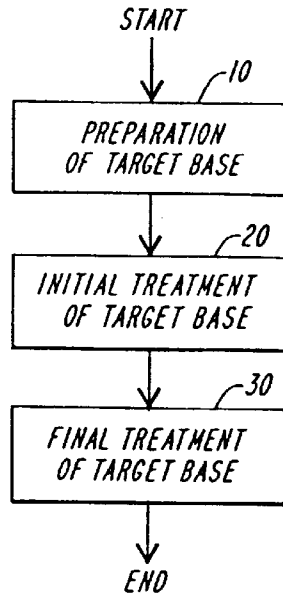 START
10
PREPARATION
OF TARGET BASE
20
INITIAL TREATMENT
OF TARGET BASE
30
FINAL TREATMENT
OF TARGET BASE
END